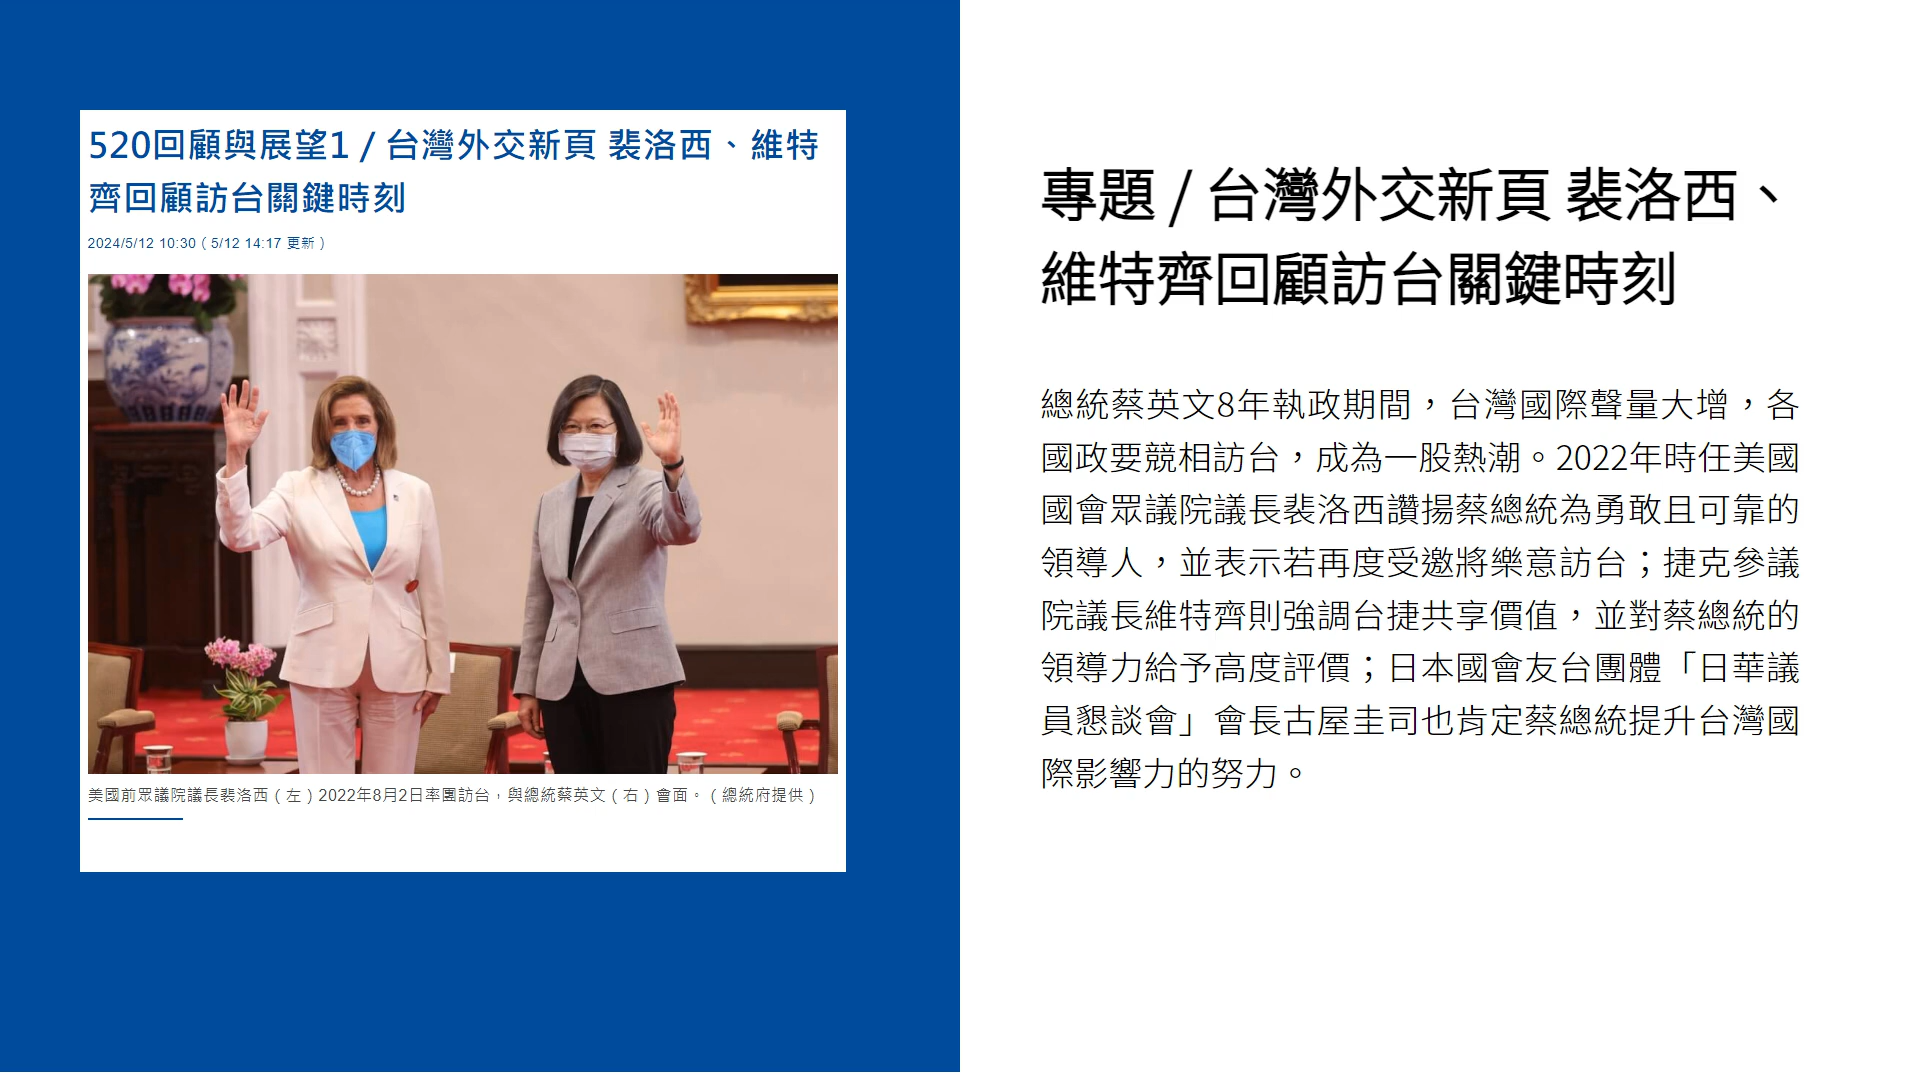 520回顧與展望1 / 台灣外交新頁 裴洛西、維特
齊回顧訪台關鍵時刻
2024/5/12 10:30（5/12 14:17 更新）
美國前眾議院議長裴洛西（左）2022年8月2日率團訪台，與總統蔡英文（右）會面。（總統府提供）
專題 / 台灣外交新頁 裴洛西、
維特齊回顧訪台關鍵時刻
總統蔡英文8年執政期間，台灣國際聲量大增，各
國政要競相訪台，成為一股熱潮。2022年時任美國
國會眾議院議長裴洛西讚揚蔡總統為勇敢且可靠的
領導人，並表示若再度受邀將樂意訪台；捷克參議
院議長維特齊則強調台捷共享價值，並對蔡總統的
領導力給予高度評價；日本國會友台團體「日華議
員懇談會」會長古屋圭司也肯定蔡總統提升台灣國
際影響力的努力。